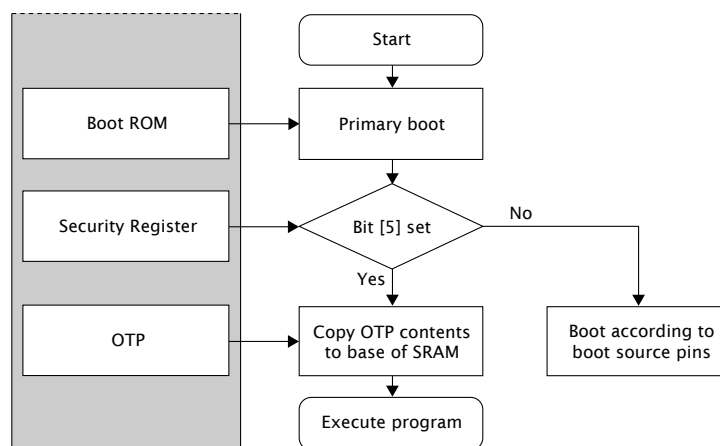 Start
Boot ROM
Primary boot
Security Register
Bit [5] set
No
Yes
OTP
Copy OTP contents
to base of SRAM
Boot according to
boot source pins
Execute program